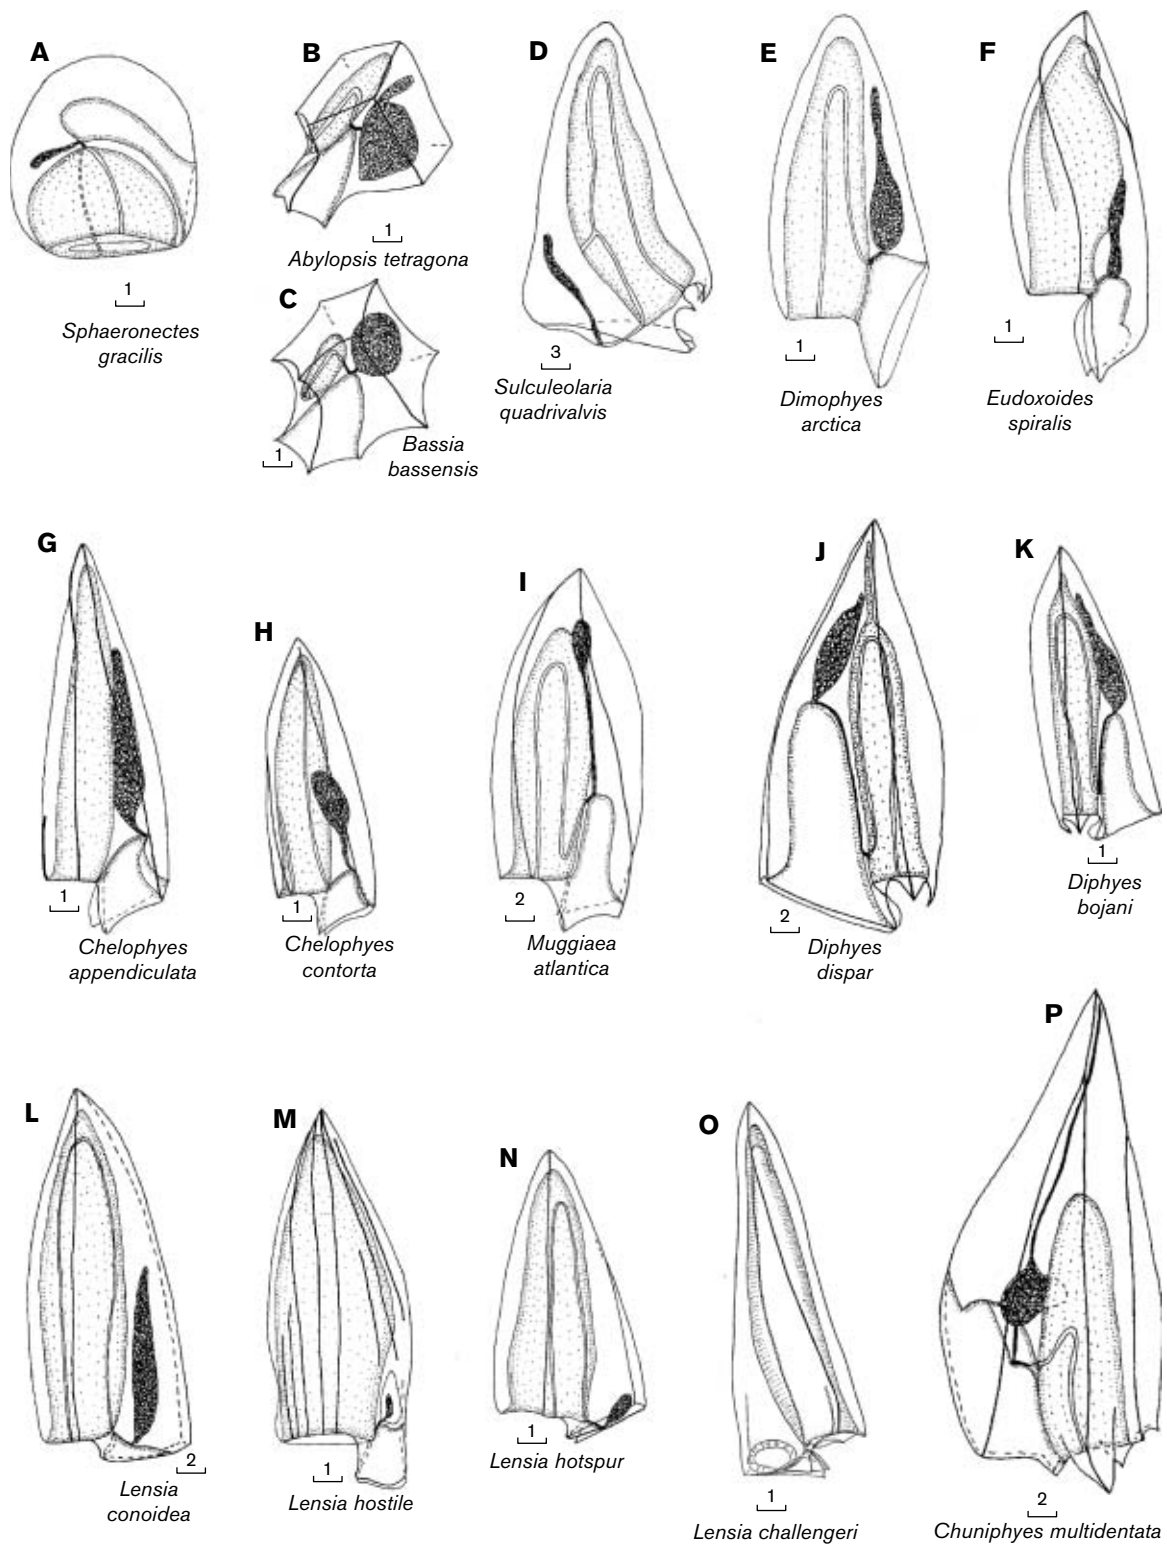 A
1
Sphaeronectes
gracilis
B
1
Abylopsis tetragona
C
1
Bassia
bassensis
D
3
Sulculeolaria
quadrivalvis
E
1
Dimophyes
arctica
F
1
Eudoxoides
spiralis
G
1
Chelophyes
appendiculata
H
1
Chelophyes
contorta
I
2
Muggiaea
atlantica
J
2
Diphyes
dispar
K
1
Diphyes
bojani
L
2
Lensia
conoidea
M
1
Lensia hostile
N
1
Lensia hotspur
O
1
Lensia challengeri
P
2
Chuniphyes multidentata